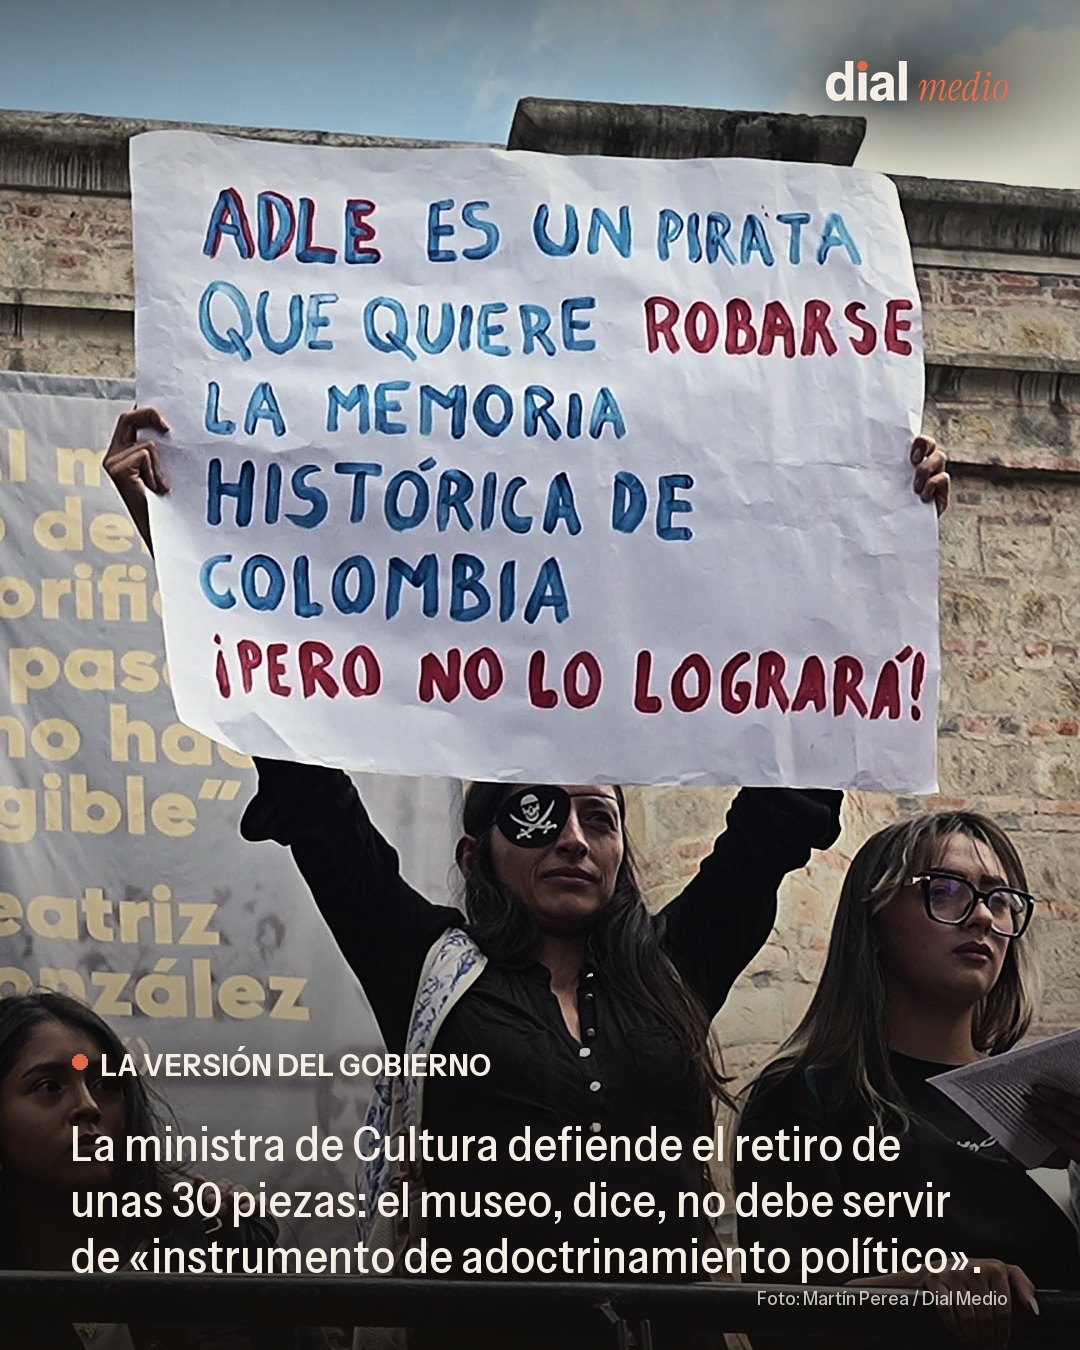 dial medio
ADLE ES UN PIRATA
QUE QUIERE ROBARSE
LA MEMORIA
HISTÓRICA DE
COLOMBIA
¡PERO NO LO LOGRARÁ!
gible”
González
LA VERSIÓN DEL GOBIERNO
La ministra de Cultura defiende el retiro de
unas 30 piezas: el museo, dice, no debe servir
de «instrumento de adoctrinamiento político».
Foto: Martín Perea / Dial Medio